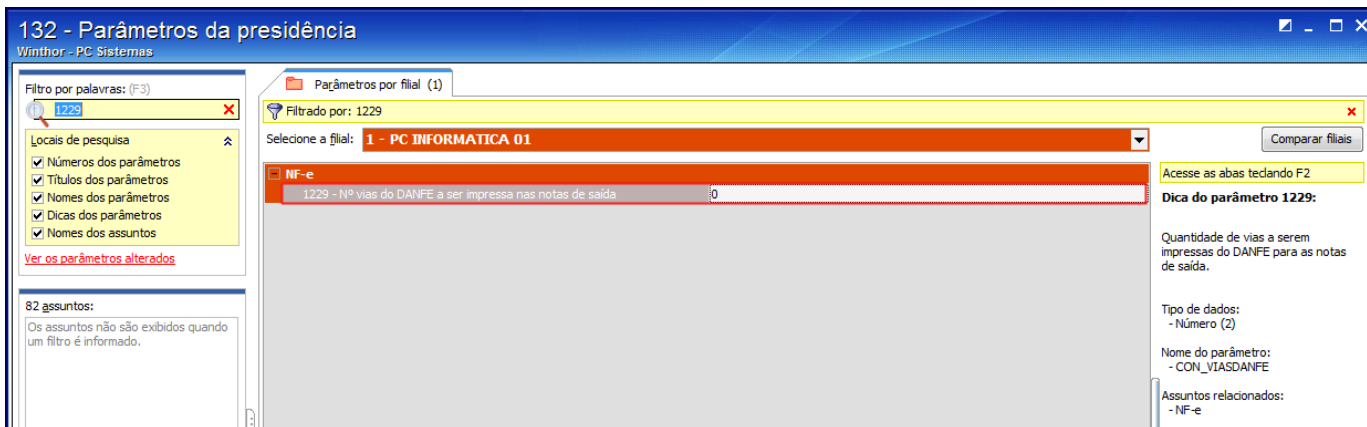 132 - Parâmetros da presidência
Winthor - PC Sistemas
Filtro por palavras: (F3)
1229
Locais de pesquisa
Números dos parâmetros
Títulos dos parâmetros
Nomes dos parâmetros
Dicas dos parâmetros
Nomes dos assuntos
Ver os parâmetros alterados
82 assuntos:
Os assuntos não são exibidos quando
um filtro é informado.
Parâmetros por filial (1)
Filtrado por: 1229
Selecione a filial: 1 - PC INFORMATICA 01
Comparar filiais
NF-e
1229 - Nº vias do DANFE a ser impressa nas notas de saída 0
Acesse as abas teclando F2
Dica do parâmetro 1229:
Quantidade de vias a serem
impressas do DANFE para as notas
de saída.
Tipo de dados:
- Número (2)
Nome do parâmetro:
- CON_VIASDANFE
Assuntos relacionados:
- NF-e